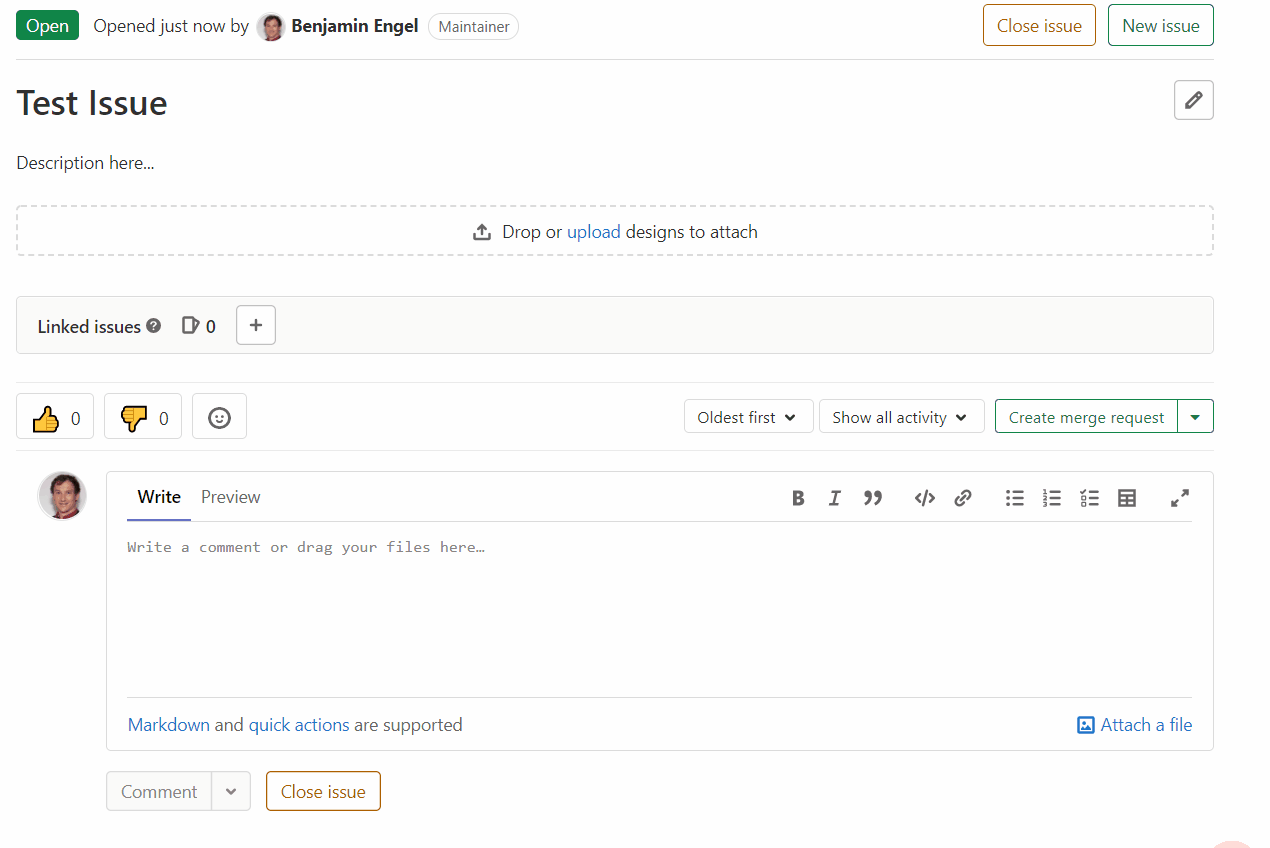 Open Opened just now by Benjamin Engel Maintainer Close issue New issue
Test Issue
Description here...
Drop or upload designs to attach
Linked issues ? 0 +
0 0 Oldest first Show all activity Create merge request
Write Preview
Write a comment or drag your files here…
Markdown and quick actions are supported Attach a file
Comment Close issue